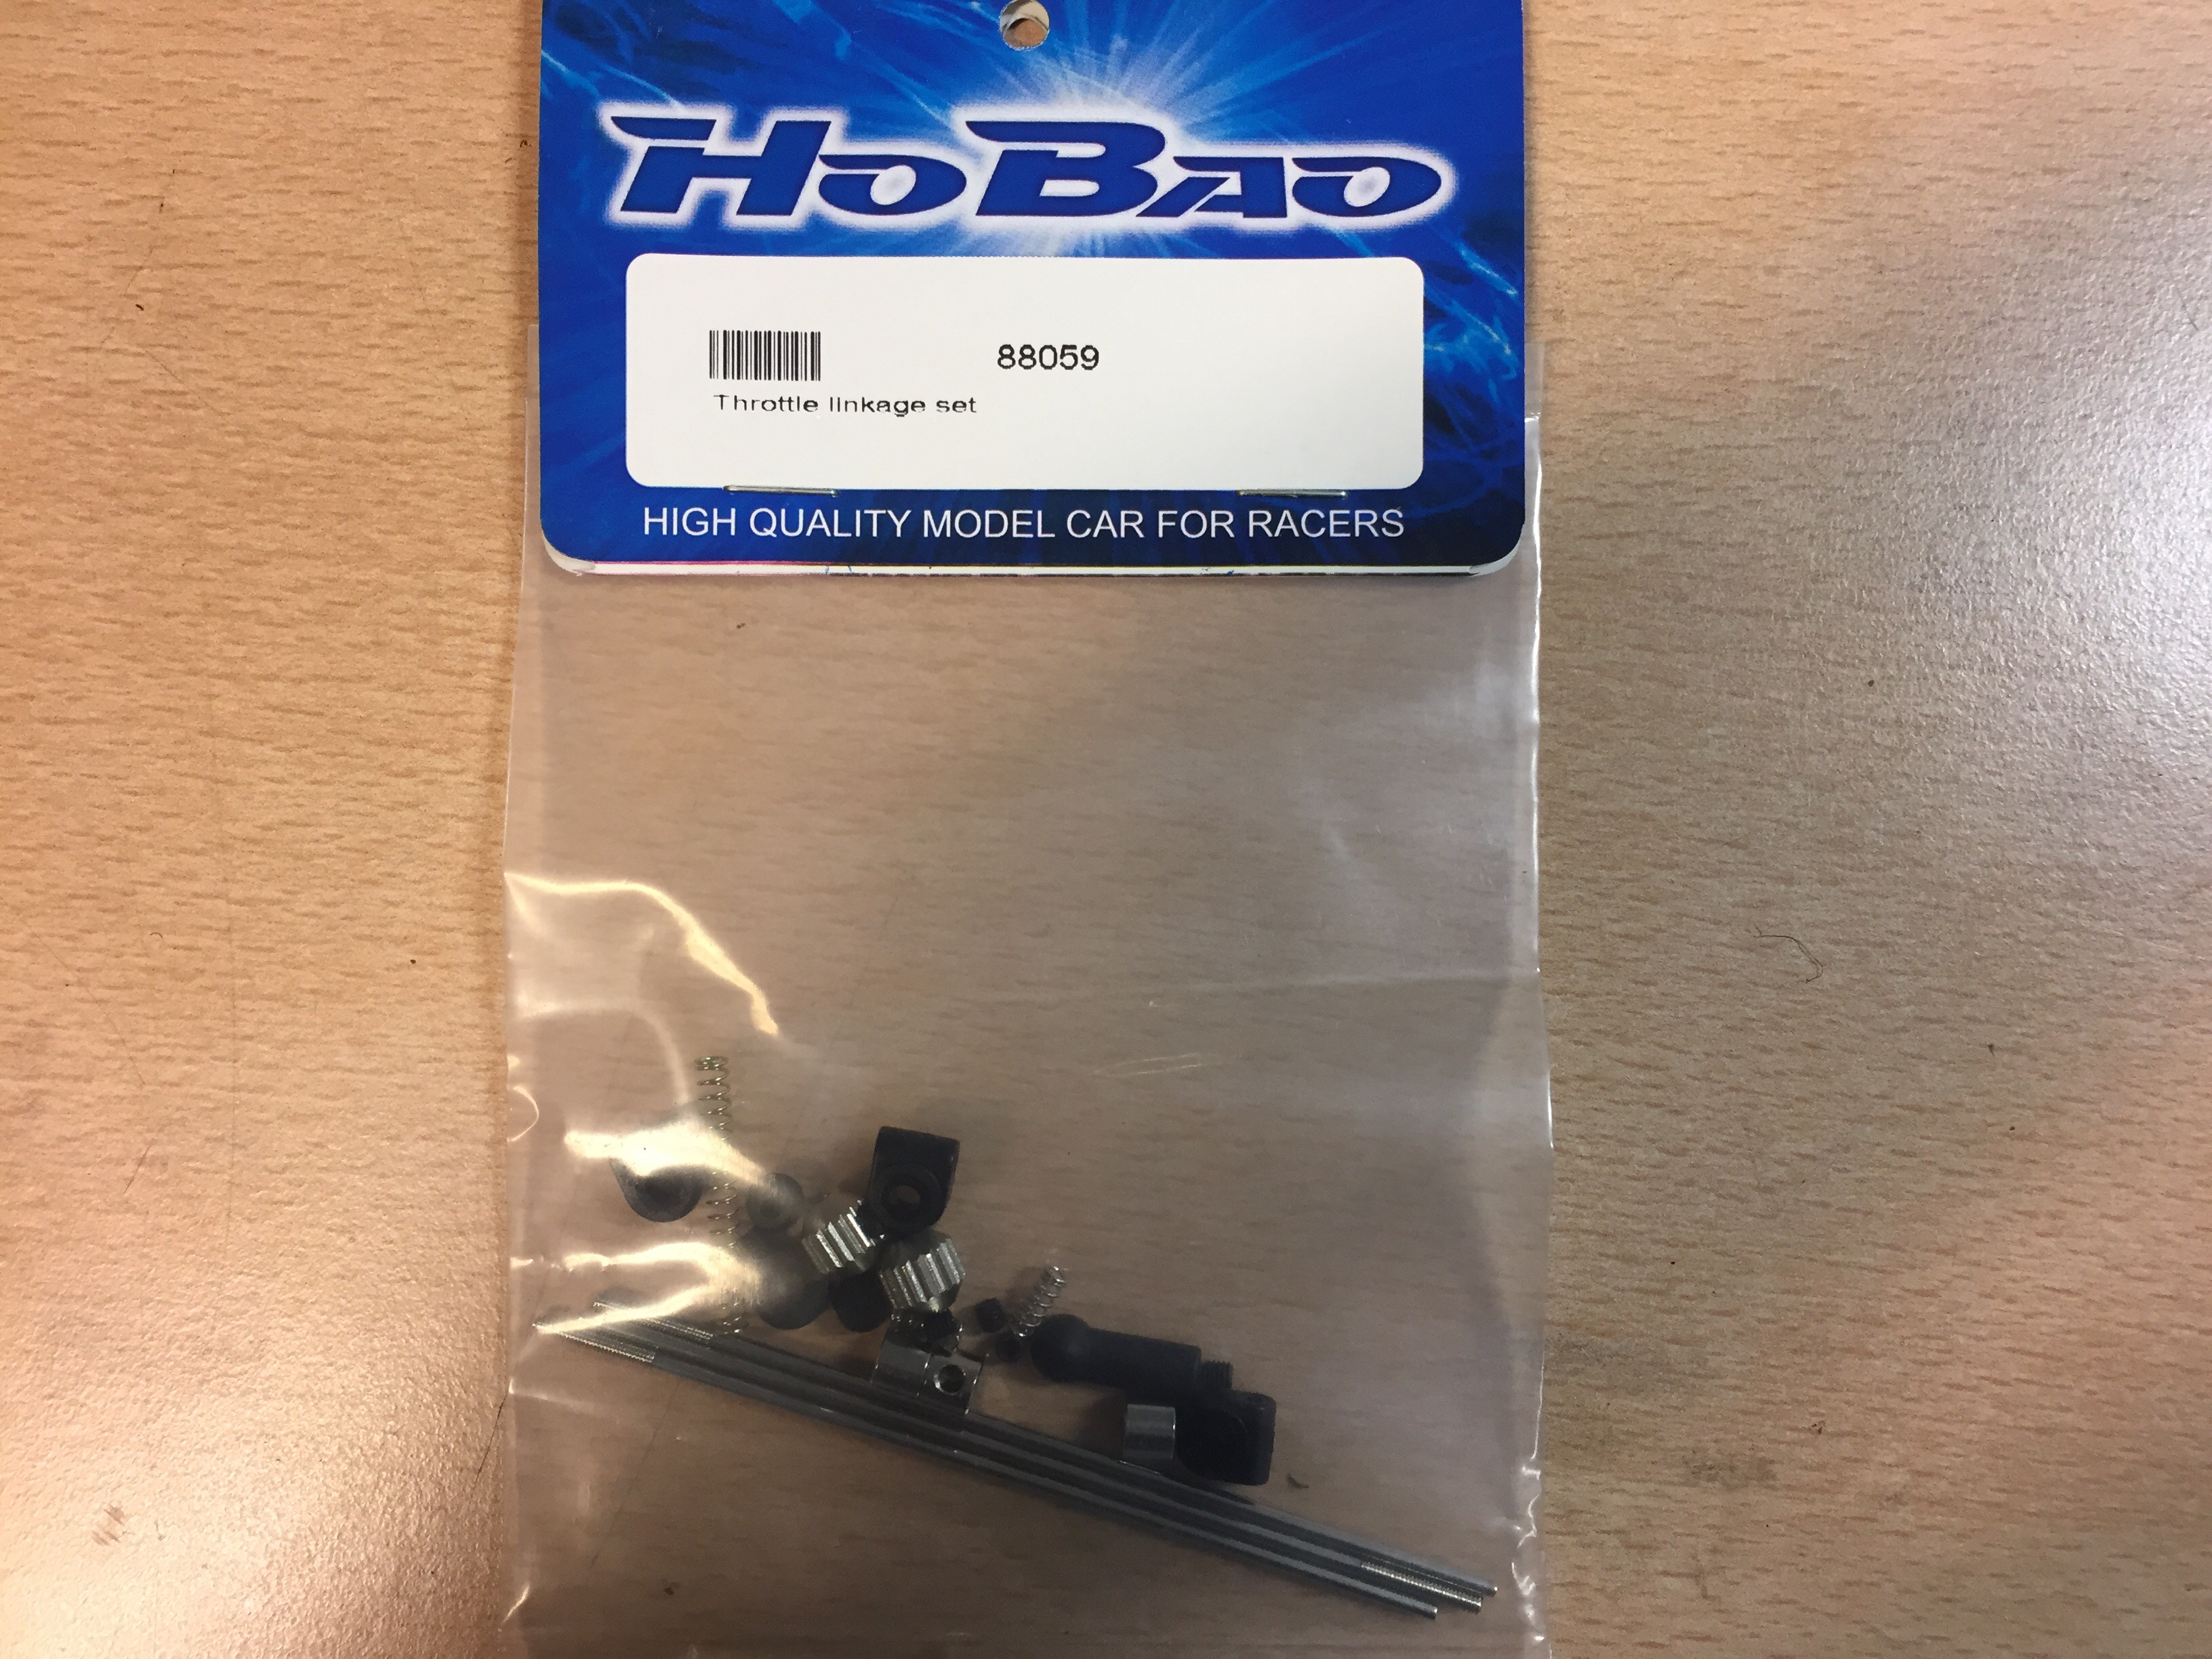 HoBao
88059
Throttle linkage set
HIGH QUALITY MODEL CAR FOR RACERS